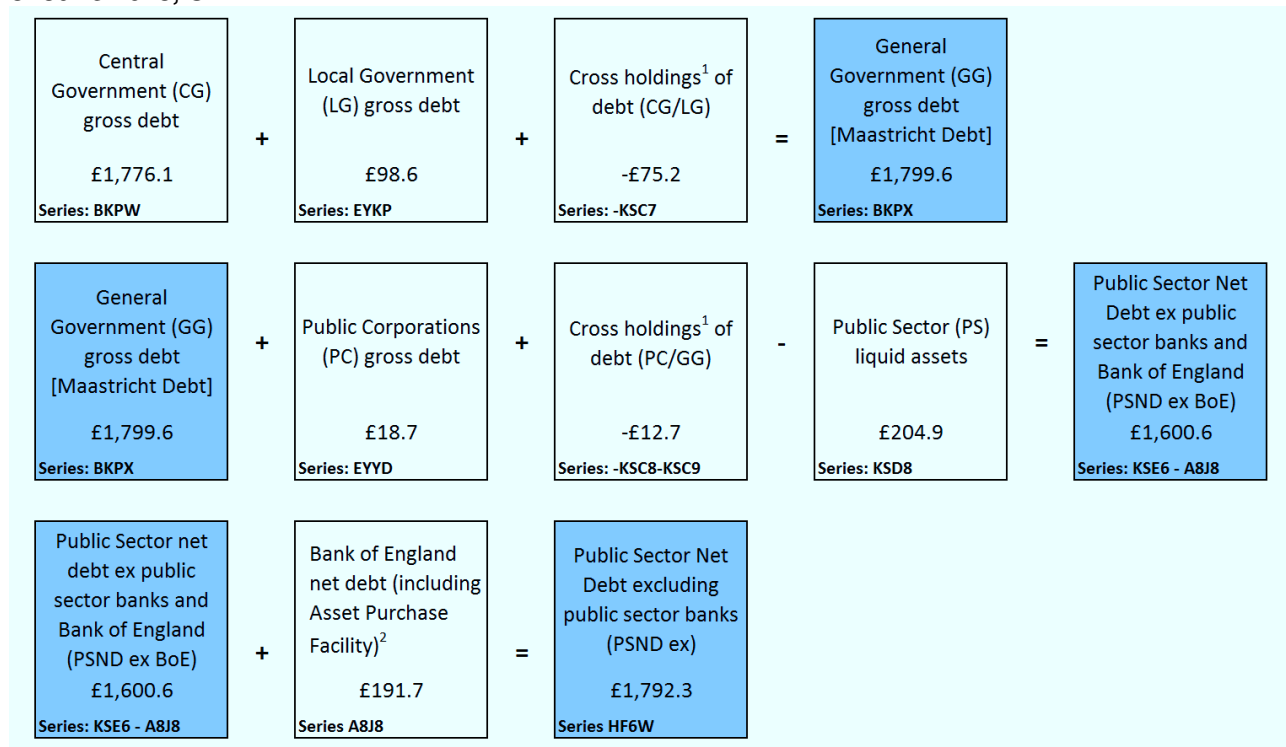 Central
Government (CG)
gross debt
£1,776.1
Series: BKPW
+
Local Government
(LG) gross debt
£98.6
Series: EYKP
+
Cross holdings¹ of
debt (CG/LG)
-£75.2
Series: -KSC7
=
General
Government (GG)
gross debt
[Maastricht Debt]
£1,799.6
Series: BKPX
General
Government (GG)
gross debt
[Maastricht Debt]
£1,799.6
Series: BKPX
+
Public Corporations
(PC) gross debt
£18.7
Series: EYYD
+
Cross holdings¹ of
debt (PC/GG)
-£12.7
Series: -KSC8-KSC9
-
Public Sector (PS)
liquid assets
£204.9
Series: KSD8
=
Public Sector Net
Debt ex public
sector banks and
Bank of England
(PSND ex BoE)
£1,600.6
Series: KSE6 - A8J8
Public Sector net
debt ex public
sector banks and
Bank of England
(PSND ex BoE)
£1,600.6
Series: KSE6 - A8J8
+
Bank of England
net debt (including
Asset Purchase
Facility)²
£191.7
Series A8J8
=
Public Sector Net
Debt excluding
public sector banks
(PSND ex)
£1,792.3
Series HF6W